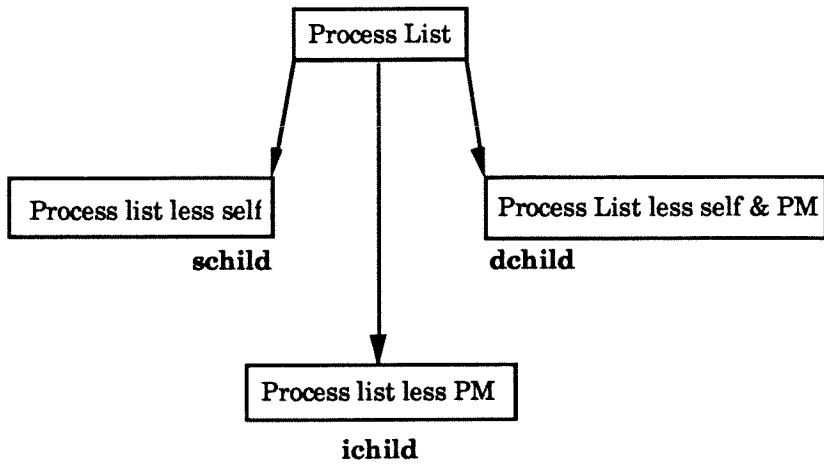 Process List
Process list less self
schild
Process List less self & PM
dchild
Process list less PM
ichild